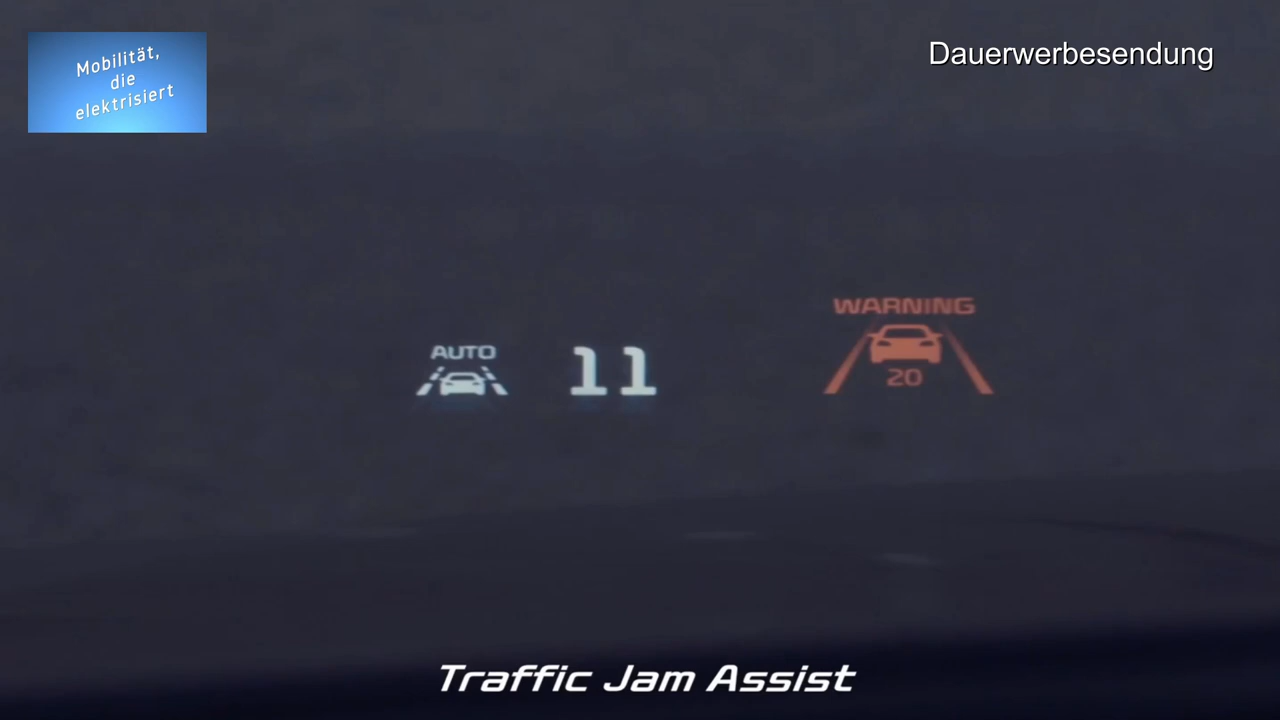 Mobilität,
die
elektrisiert
Dauerwerbesendung
WARNING
AUTO
11
20
Traffic Jam Assist